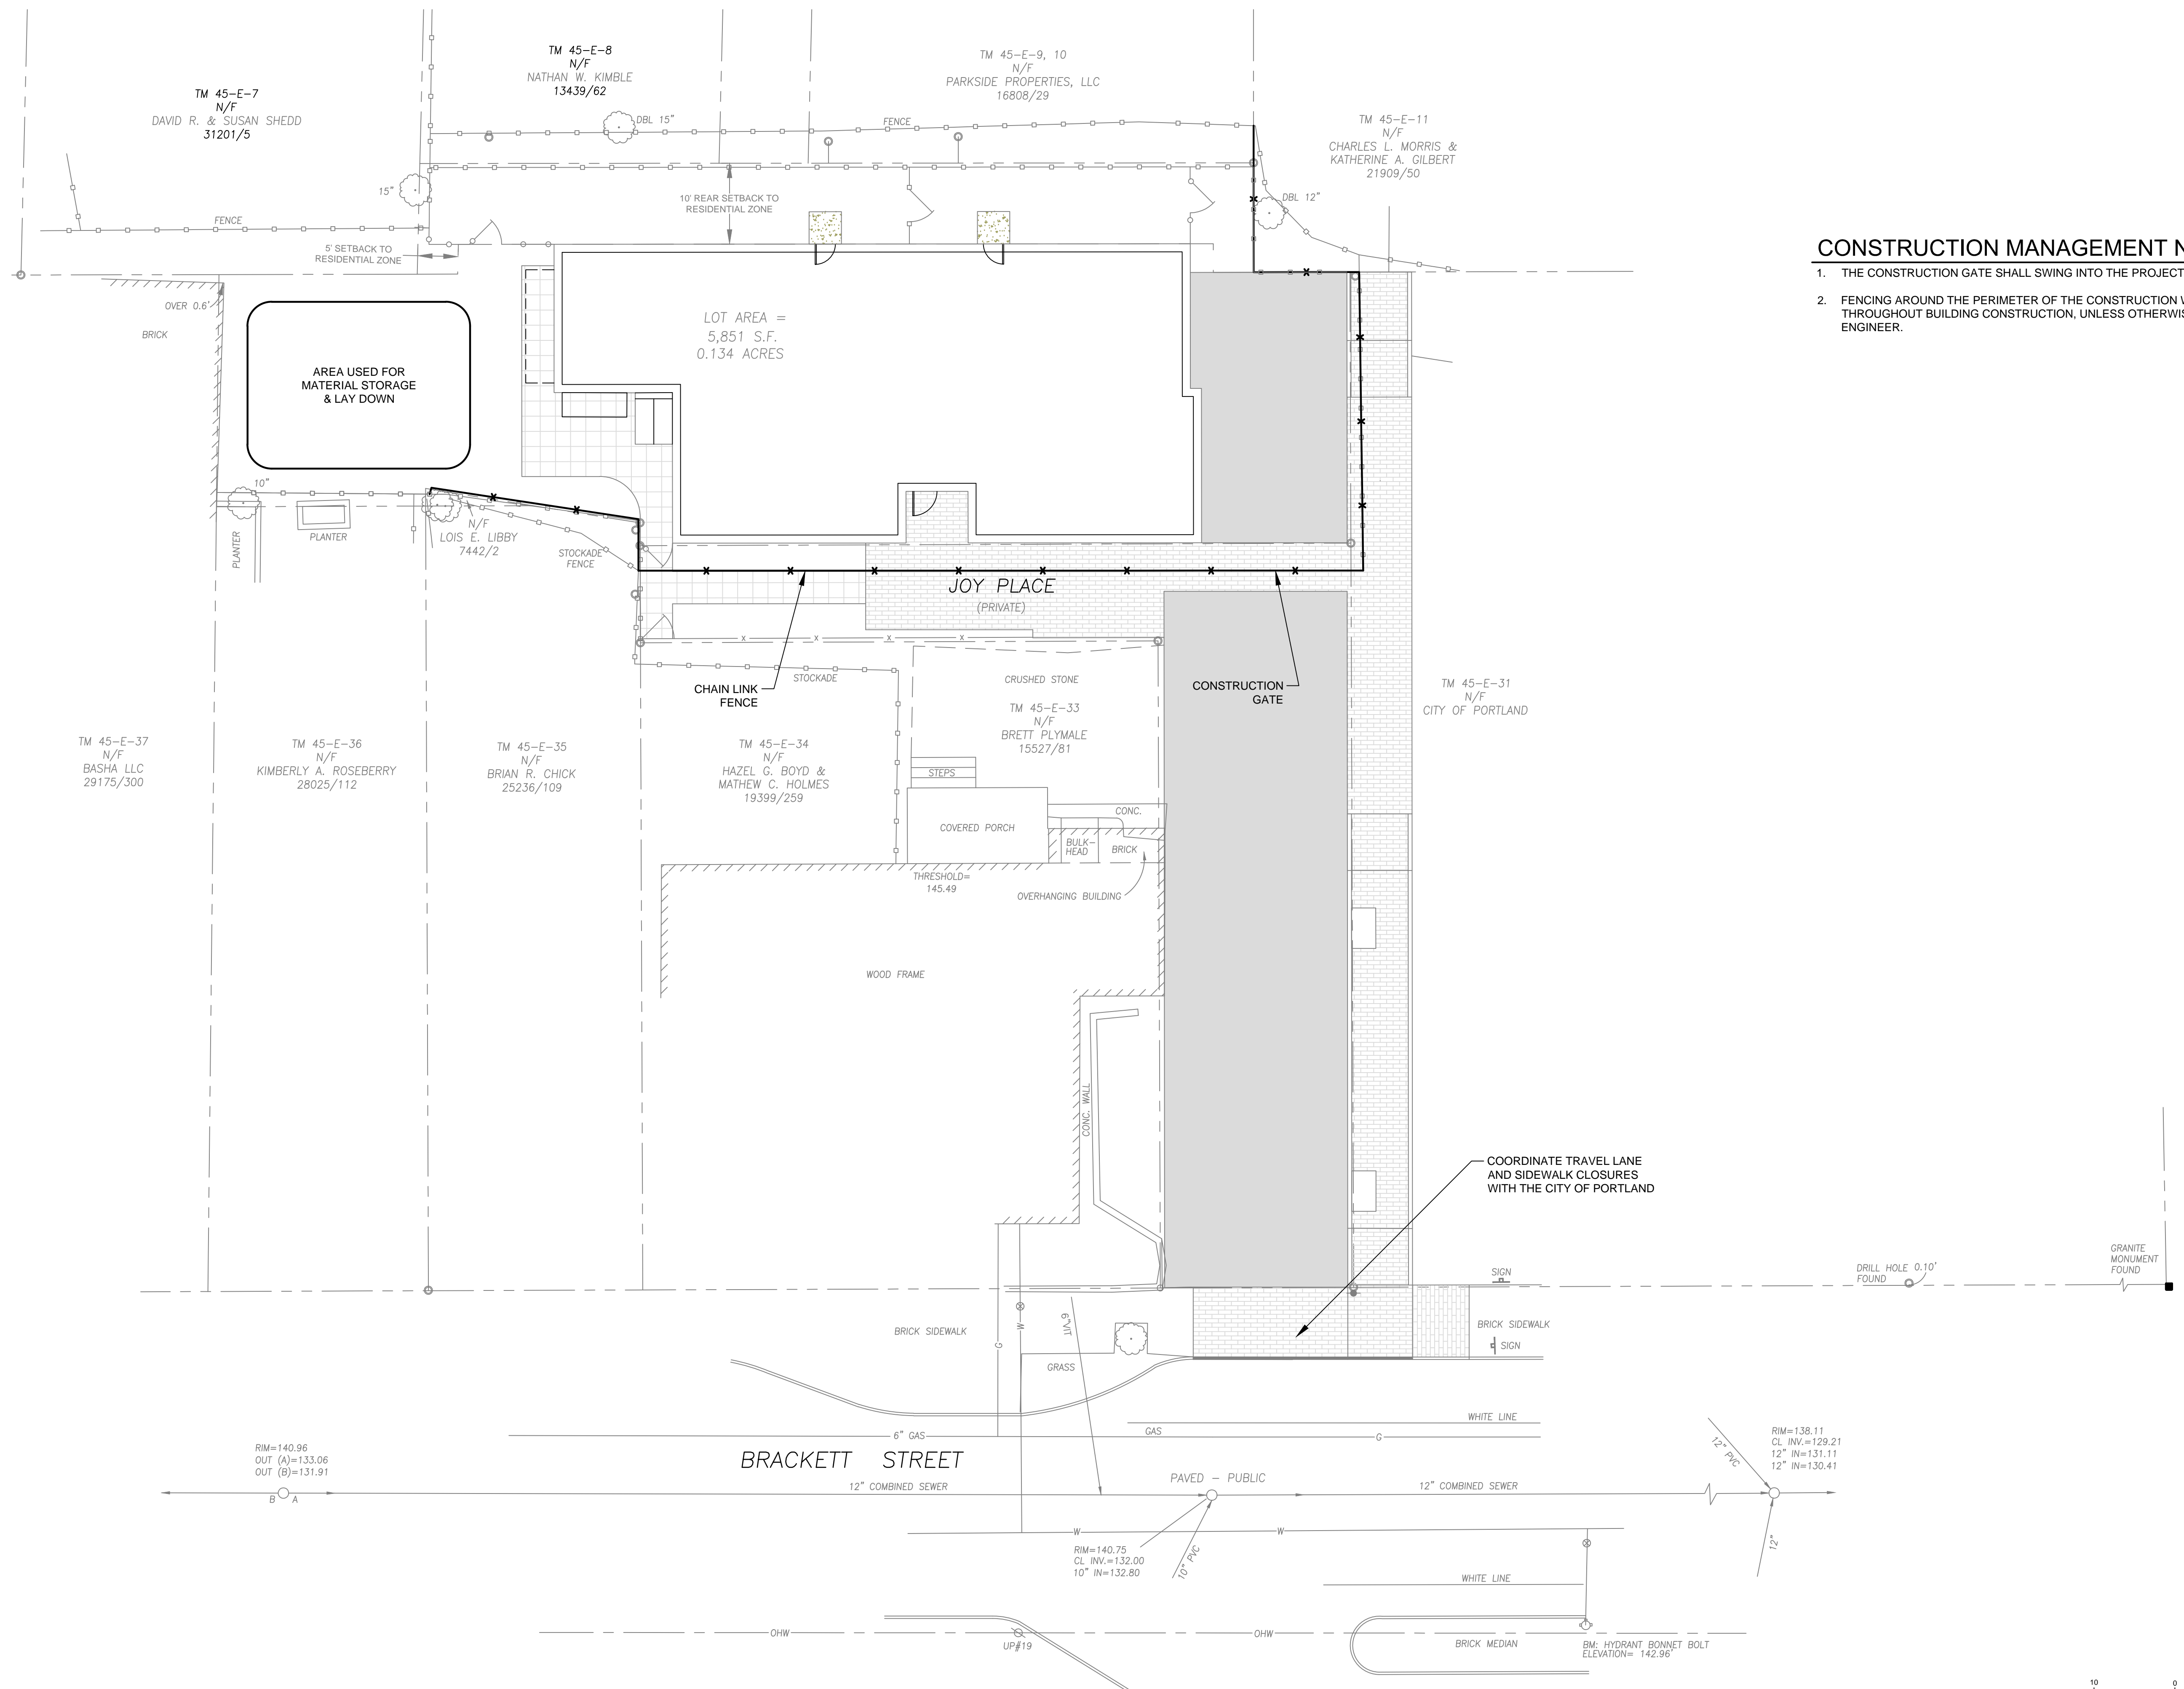 TM 45-E-7
N/F
DAVID R. & SUSAN SHEDD
31201/5
TM 45-E-8
N/F
NATHAN W. KIMBLE
13439/62
TM 45-E-9, 10
N/F
PARKSIDE PROPERTIES, LLC
16808/29
TM 45-E-11
N/F
CHARLES L. MORRIS &
KATHERINE A. GILBERT
21909/50
DBL 15"
FENCE
15"
10' REAR SETBACK TO
RESIDENTIAL ZONE
DBL 12"
FENCE
5' SETBACK TO
RESIDENTIAL ZONE
CONSTRUCTION MANAGEMENT N
1. THE CONSTRUCTION GATE SHALL SWING INTO THE PROJECT
2. FENCING AROUND THE PERIMETER OF THE CONSTRUCTION W
THROUGHOUT BUILDING CONSTRUCTION, UNLESS OTHERWIS
ENGINEER.
OVER 0.6'
BRICK
LOT AREA =
5,851 S.F.
0.134 ACRES
AREA USED FOR
MATERIAL STORAGE
& LAY DOWN
10"
PLANTER
PLANTER
N/F
LOIS E. LIBBY
7442/2
STOCKADE
FENCE
JOY PLACE
(PRIVATE)
x x x x
STOCKADE
CHAIN LINK
FENCE
CRUSHED STONE
CONSTRUCTION
GATE
TM 45-E-31
N/F
CITY OF PORTLAND
TM 45-E-37
N/F
BASHA LLC
29175/300
TM 45-E-36
N/F
KIMBERLY A. ROSEBERRY
28025/112
TM 45-E-35
N/F
BRIAN R. CHICK
25236/109
TM 45-E-34
N/F
HAZEL G. BOYD &
MATHEW C. HOLMES
19399/259
TM 45-E-33
N/F
BRETT PLYMALE
15527/81
STEPS
CONC.
COVERED PORCH
BULK-
HEAD
BRICK
THRESHOLD=
145.49
OVERHANGING BUILDING
WOOD FRAME
CONC. WALL
COORDINATE TRAVEL LANE
AND SIDEWALK CLOSURES
WITH THE CITY OF PORTLAND
SIGN
DRILL HOLE 0.10'
FOUND
GRANITE
MONUMENT
FOUND
BRICK SIDEWALK
G
W
6"VIT
GRASS
BRICK SIDEWALK
SIGN
WHITE LINE
6" GAS
GAS
G
BRACKETT STREET
RIM=140.96
OUT (A)=133.06
OUT (B)=131.91
B A
12" COMBINED SEWER
PAVED - PUBLIC
12" COMBINED SEWER
12" PVC
RIM=138.11
CL INV.=129.21
12" IN=131.11
12" IN=130.41
W
W
RIM=140.75
CL INV.=132.00
10" IN=132.80
10" PVC
12"
WHITE LINE
OHW
UP#19
OHW
BRICK MEDIAN
BM: HYDRANT BONNET BOLT
ELEVATION= 142.96'
10 0